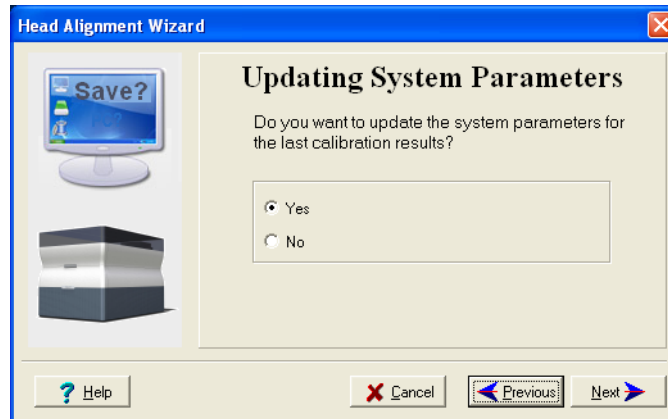 Head Alignment Wizard
Save?
Updating System Parameters
Do you want to update the system parameters for
the last calibration results?
Yes
No
? Help
Cancel
Previous
Next